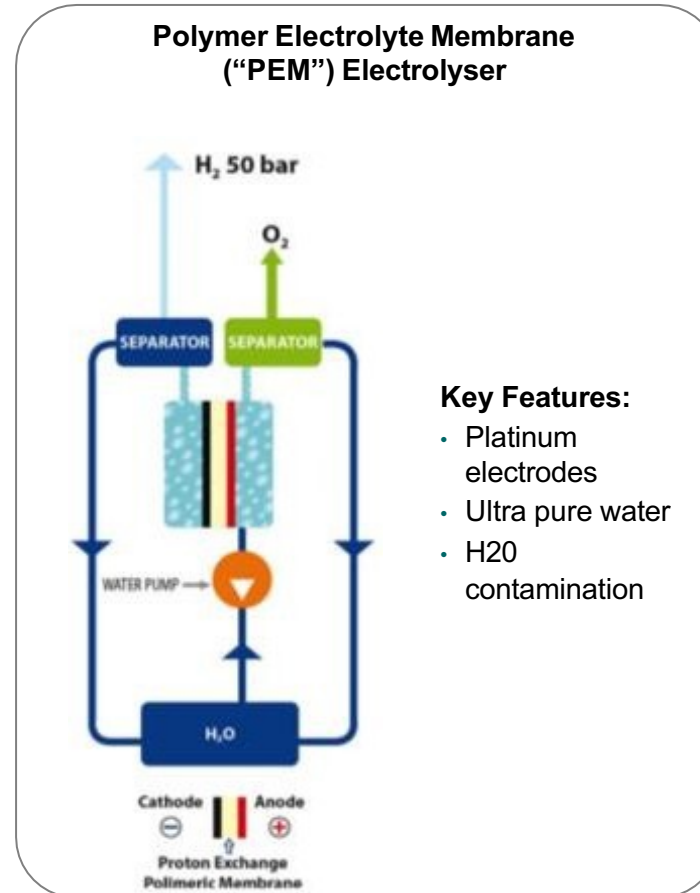 Polymer Electrolyte Membrane
(“PEM”) Electrolyser
H₂ 50 bar
O₂
SEPARATOR
SEPARATOR
Key Features:
• Platinum
electrodes
• Ultra pure water
• H20
contamination
WATER PUMP
H₂O
Cathode
Anode
Proton Exchange
Polimeric Membrane